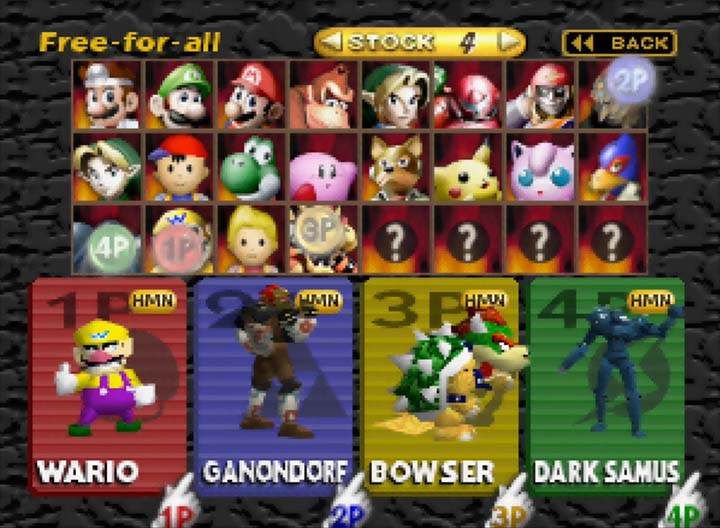 Free-for-all STOCK 4 BACK
2P
4P 1P 3P ? ? ? ?
1P HMN 2 HMN 3P HMN 4P HMN
WARIO GANONDORF BOWSER DARK SAMUS
1P 2P 3P 4P